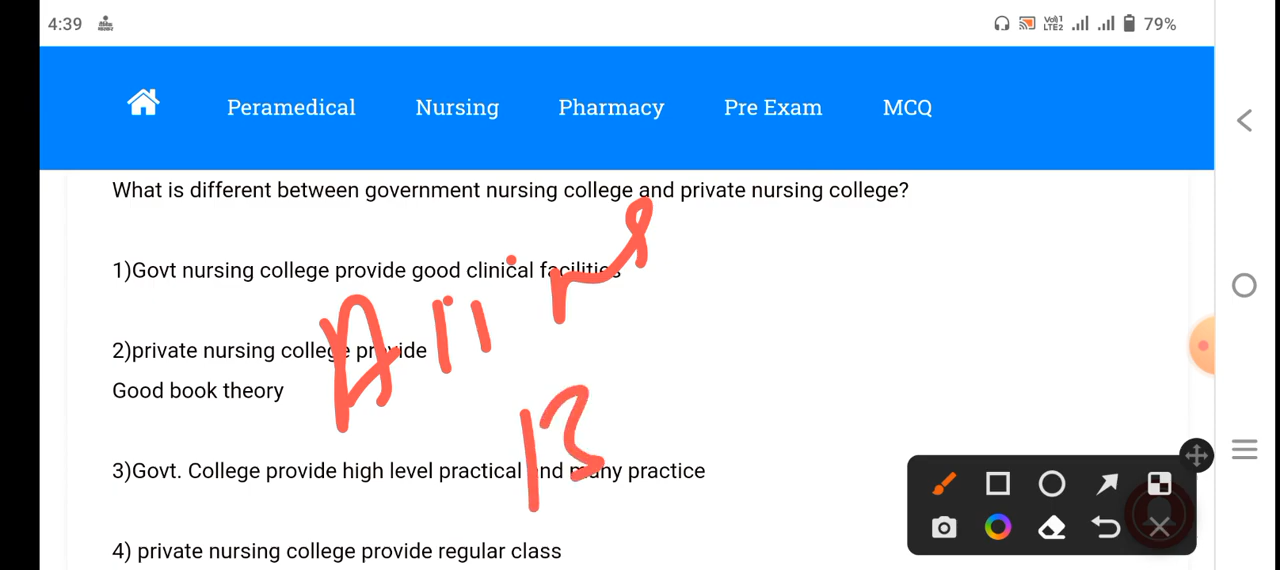 4:39 79%
Peramedical Nursing Pharmacy Pre Exam MCQ
What is different between government nursing college and private nursing college?
1)Govt nursing college provide good clinical facilities
2)private nursing college provide
Good book theory
3)Govt. College provide high level practical and many practice
4) private nursing college provide regular class